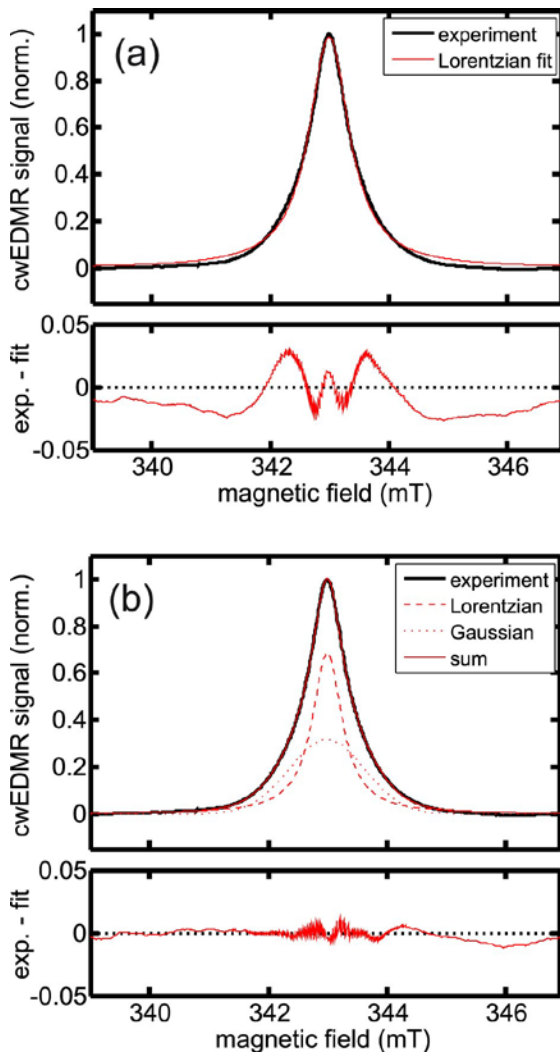 (a)
experiment
Lorentzian fit
cwEDMR signal (norm.)
1
0.8
0.6
0.4
0.2
0
exp. - fit
0.05
0
-0.05
340 342 344 346
magnetic field (mT)
(b)
experiment
Lorentzian
Gaussian
sum
cwEDMR signal (norm.)
1
0.8
0.6
0.4
0.2
0
exp. - fit
0.05
0
-0.05
340 342 344 346
magnetic field (mT)